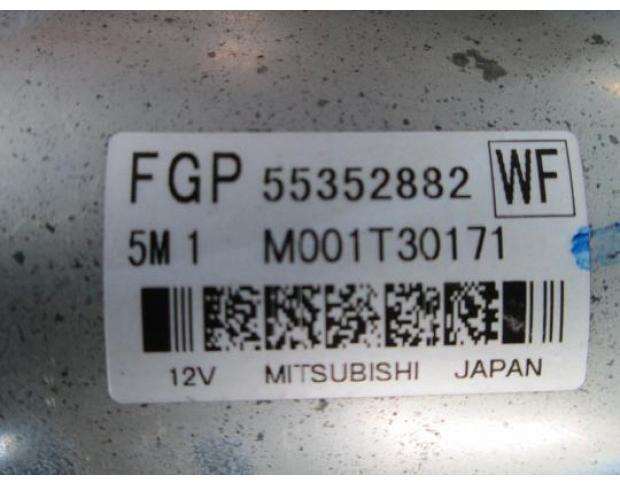 FGP 55352882 WF
5M 1 M001T30171
12V MITSUBISHI JAPAN